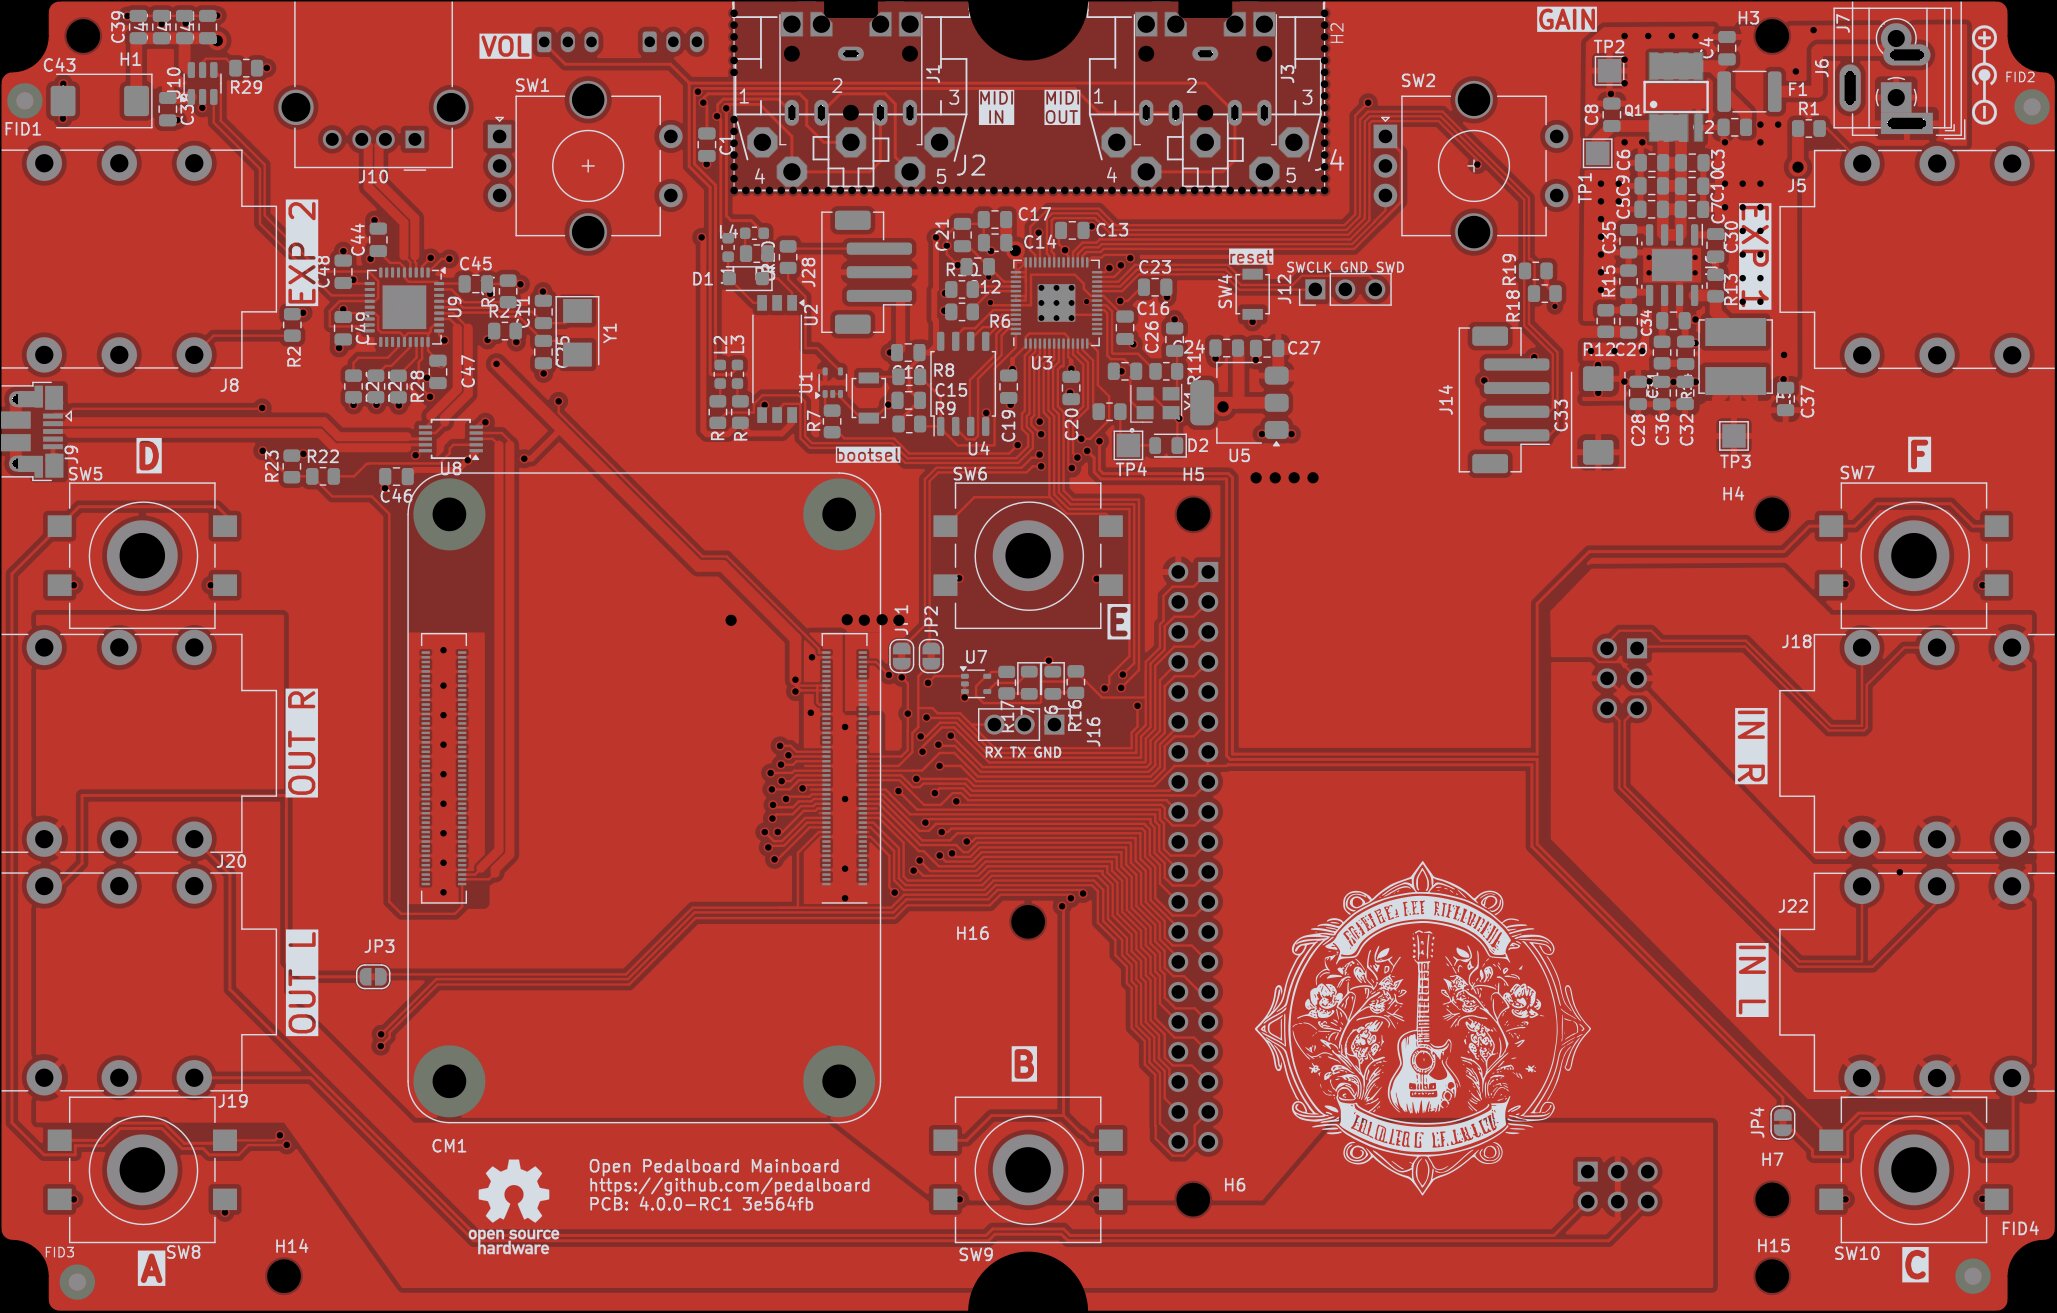 C39
H1
C43
J10
R29
FID1
VOL
SW1
J10
C1
J1
H2
1
2
3
MIDI
IN
MIDI
OUT
1
2
3
J3
4
J2
5
4
5
4
SW2
GAIN
TP2
C4
H3
J7
J6
FID2
F1
Q1
C8
R1
TP1
C6
C3
C9
C10
C5
C7
J5
EXP 2
EXP 1
C44
C48
C45
U9
C49
R2
R28
C47
C11
Y1
J8
D1
J28
U2
L2
L3
U1
R7
R
R
C21
C17
C14
C13
R6
R8
C15
R9
U3
U4
C19
C20
C23
C16
C26
R11
TP4
D2
U5
C27
reset
SW4
J12
SWCLK GND SWD
bootsel
R19
R18
J14
C33
C35
C30
R15
R13
C34
R12
C28
C36
C32
C37
TP3
J9
D
SW5
R23
R22
U8
C46
SW6
H5
H4
SW7
F
E
JP1
JP2
U7
R17
R16
J16
RX TX GND
J18
OUT R
IN R
J20
J22
JP3
H16
OUT L
IN L
J19
CM1
B
JP4
H7
H6
Open Pedalboard Mainboard
https://github.com/pedalboard
PCB: 4.0.0-RC1 3e564fb
open source
hardware
FID3
A
SW8
H14
SW9
H15
SW10
C
FID4